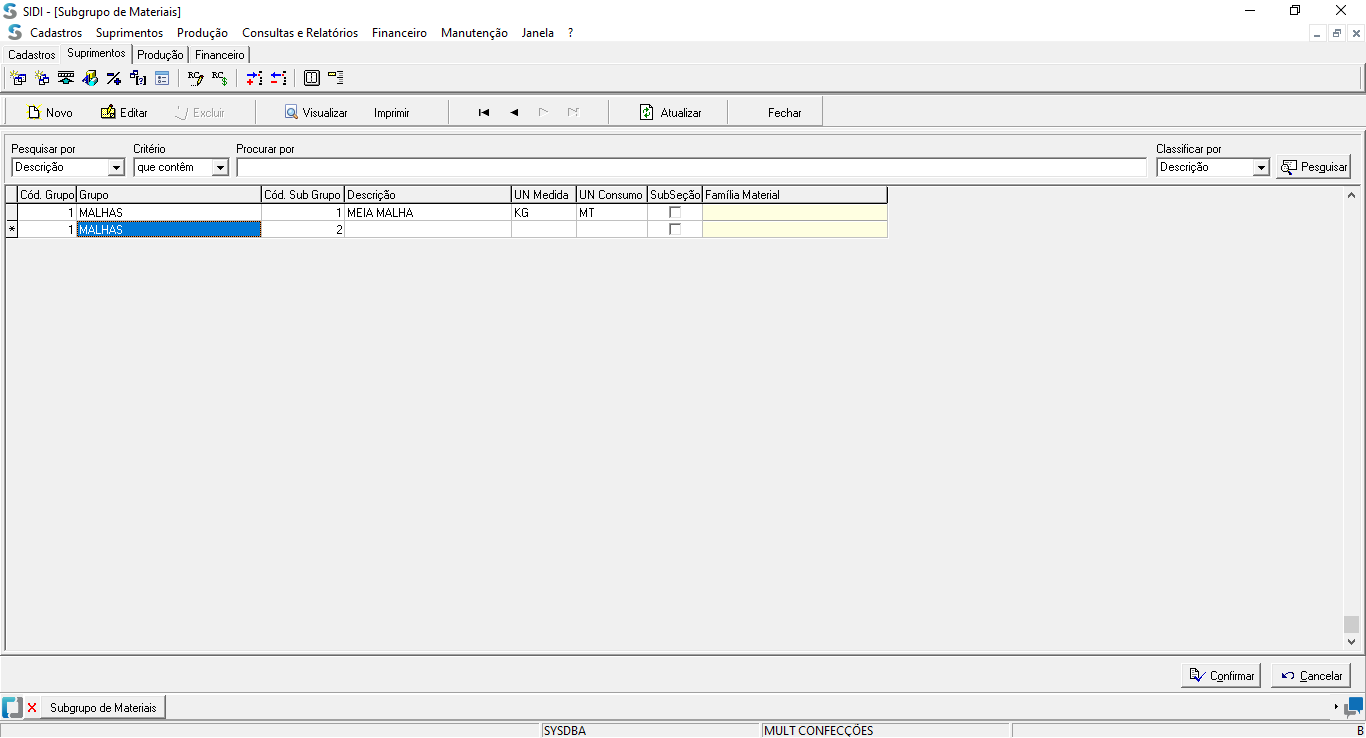 SIDI - [Subgrupo de Materiais]
Cadastros Suprimentos Produção Consultas e Relatórios Financeiro Manutenção Janela ?
Cadastros Suprimentos Produção Financeiro
Novo Editar Excluir Visualizar Imprimir Atualizar Fechar
Pesquisar por Critério Procurar por Classificar por
Descrição que contêm Descrição Pesquisar
Cód. Grupo Grupo Cód. Sub Grupo Descrição UN Medida UN Consumo SubSeção Família Material
1 MALHAS 1 MEIA MALHA KG MT
* 1 MALHAS 2
Confirmar Cancelar
Subgrupo de Materiais
SYSDBA MULT CONFECÇÕES B